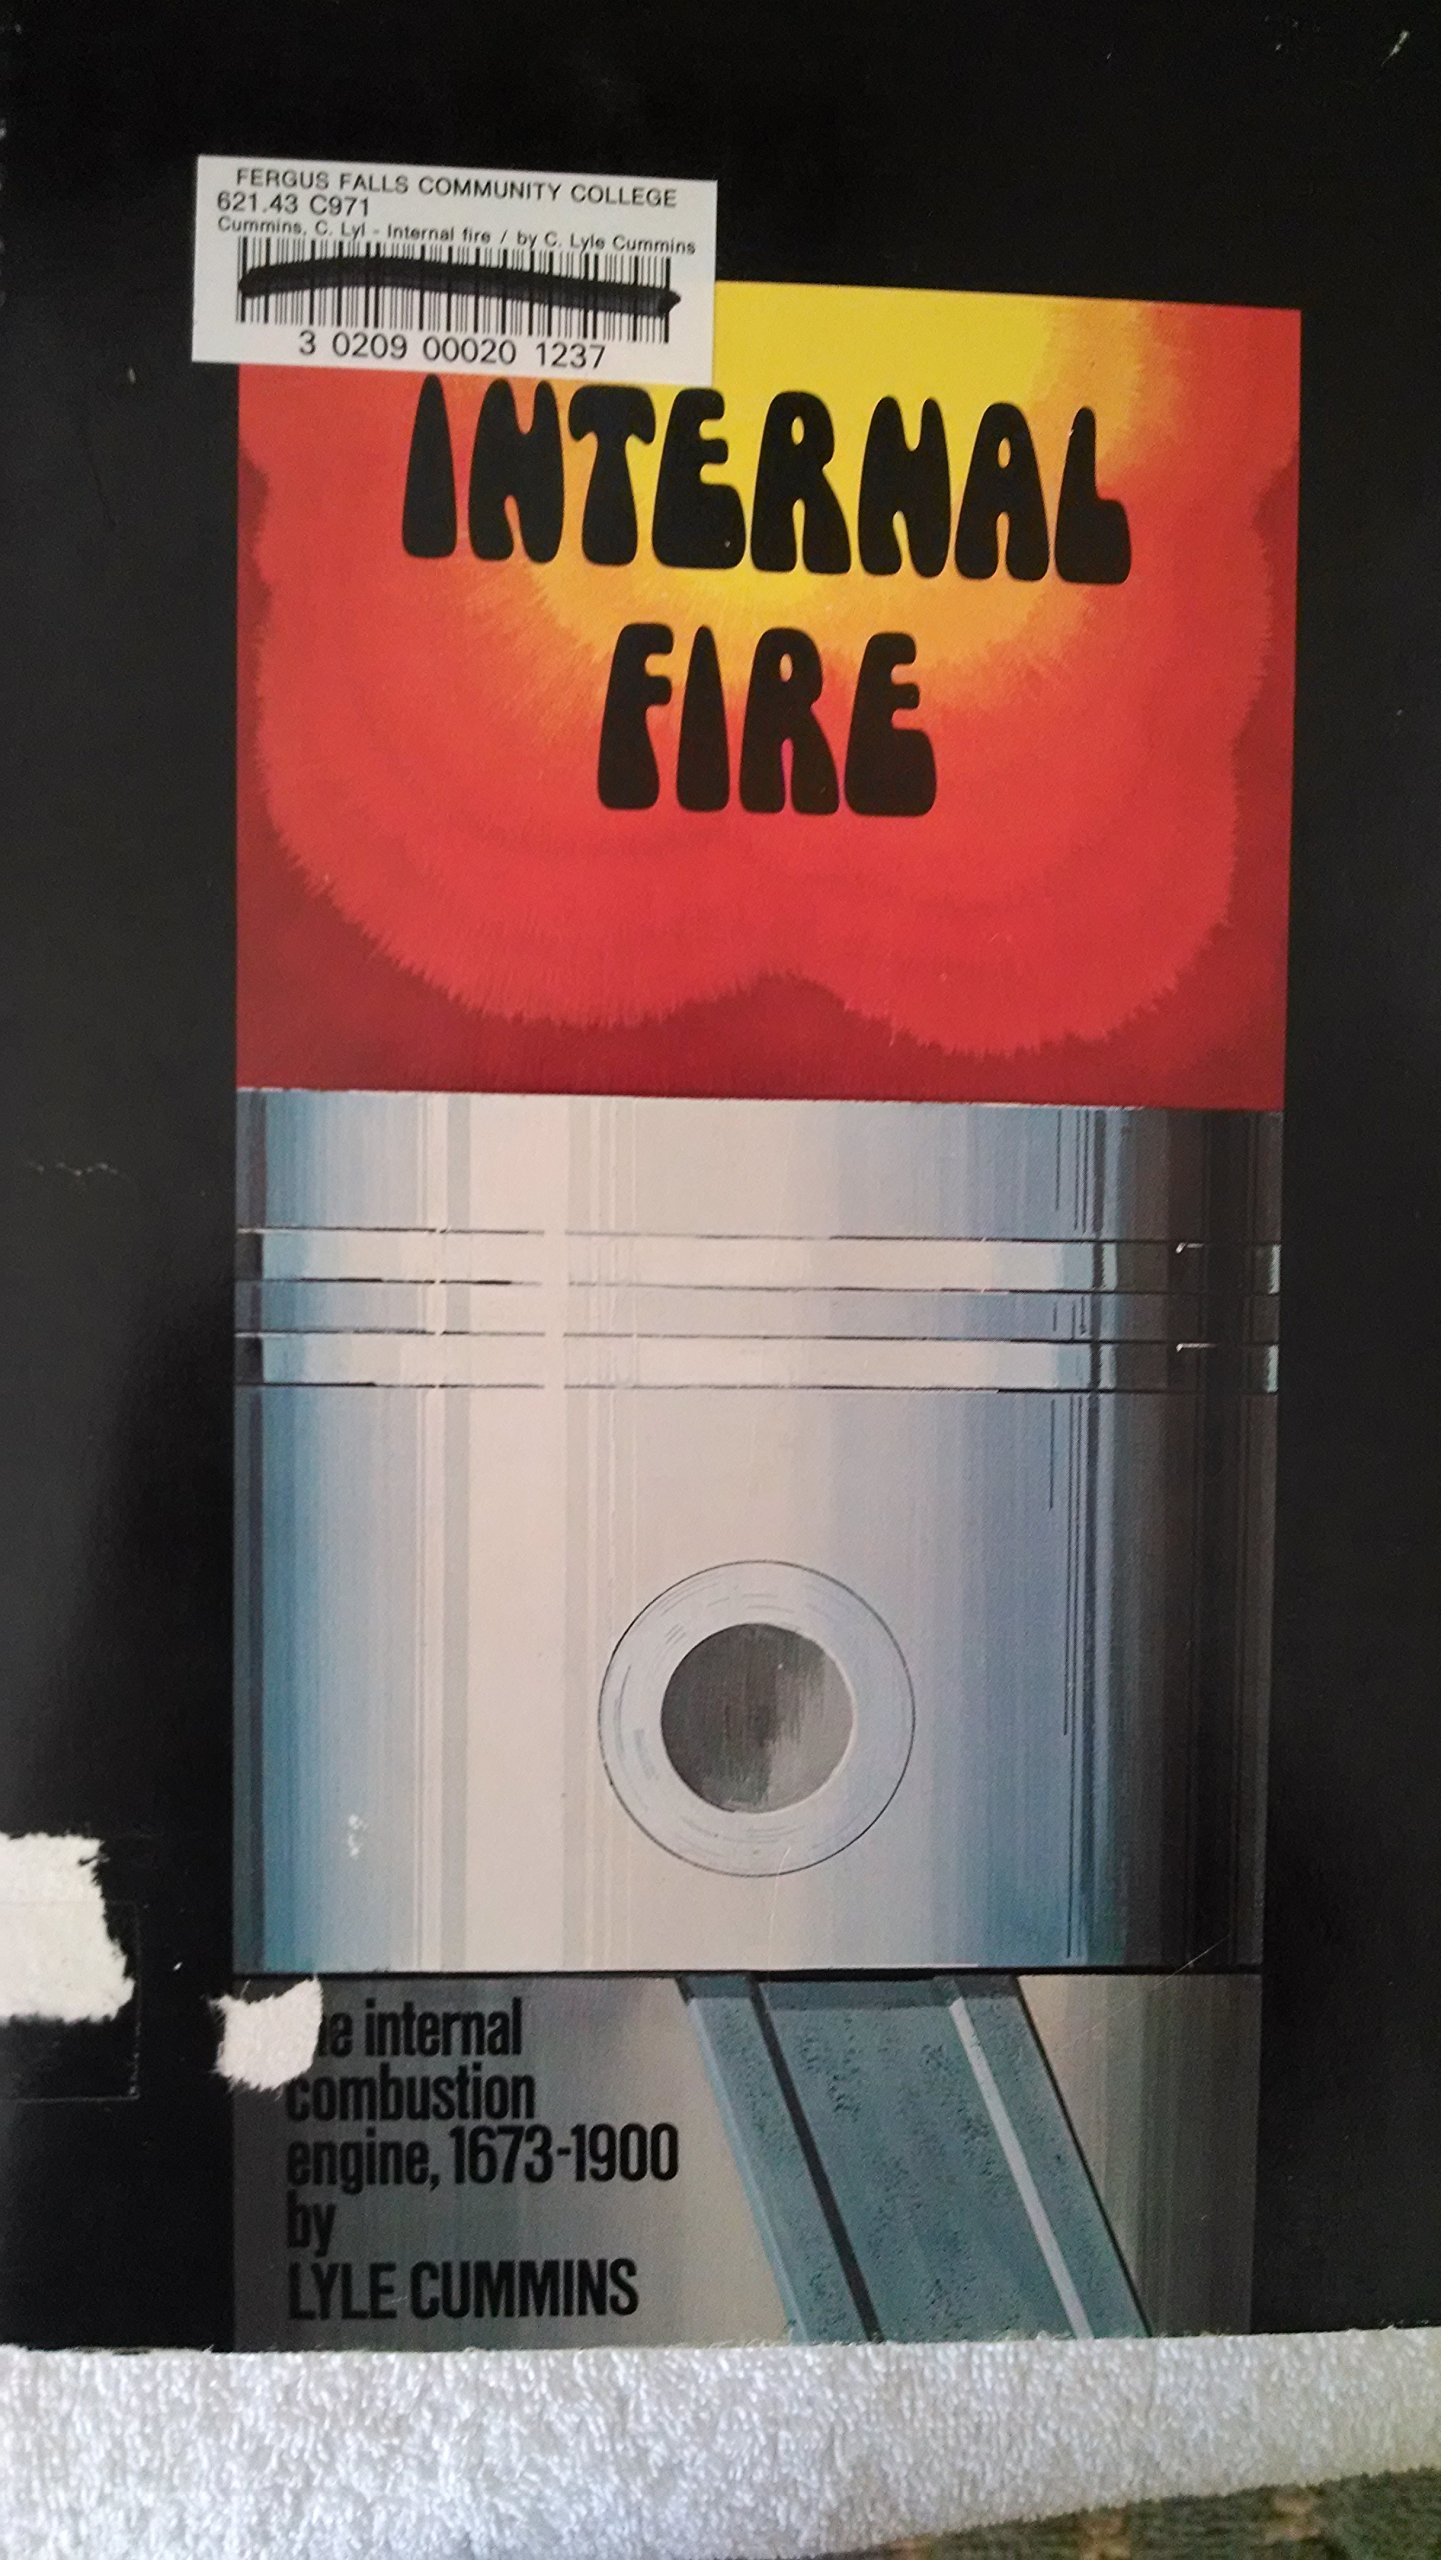 FERGUS FALLS COMMUNITY COLLEGE
621.43 C971
Cummins, C. Lyl - Internal fire / by C. Lyle Cummins
3 0209 00020 1237
INTERNAL
FIRE
internal
combustion
engine, 1673-1900
by
LYLE CUMMINS